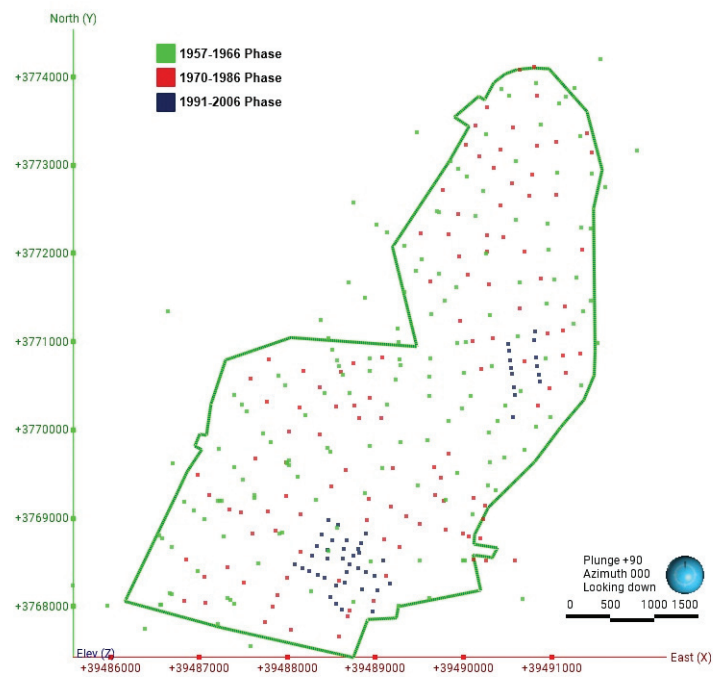 North (Y)
1957-1966 Phase
1970-1986 Phase
1991-2006 Phase
+3774000
+3773000
+3772000
+3771000
+3770000
+3769000
+3768000
Plunge +90
Azimuth 000
Looking down
0 500 1000 1500
Elev (Z)
East (X)
+39486000 +39487000 +39488000 +39489000 +39490000 +39491000